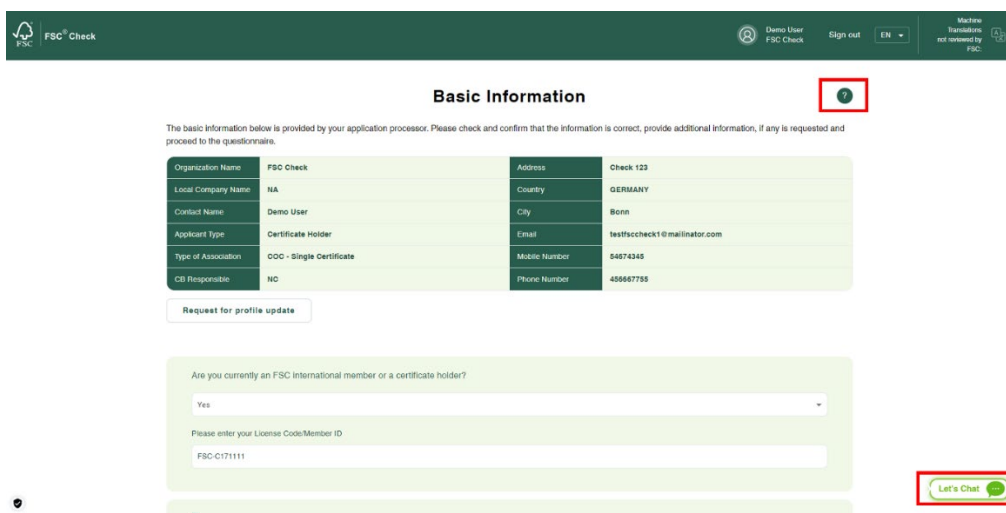 FSC® Check
FSC
Demo User
FSC Check
Sign out
EN
Machine
Translations
not reviewed by
FSC:
Basic Information
?
The basic information below is provided by your application processor. Please check and confirm that the information is correct, provide additional information, if any is requested and
proceed to the questionnaire.
Organization Name FSC Check Address Check 123
Local Company Name NA Country GERMANY
Contact Name Demo User City Bonn
Applicant Type Certificate Holder Email testfsccheck1@mailinator.com
Type of Association COC - Single Certificate Mobile Number 54574345
CB Responsible NC Phone Number 456667755
Request for profile update
Are you currently an FSC international member or a certificate holder?
Yes
Please enter your License Code/Member ID
FSC-C171111
Let's Chat